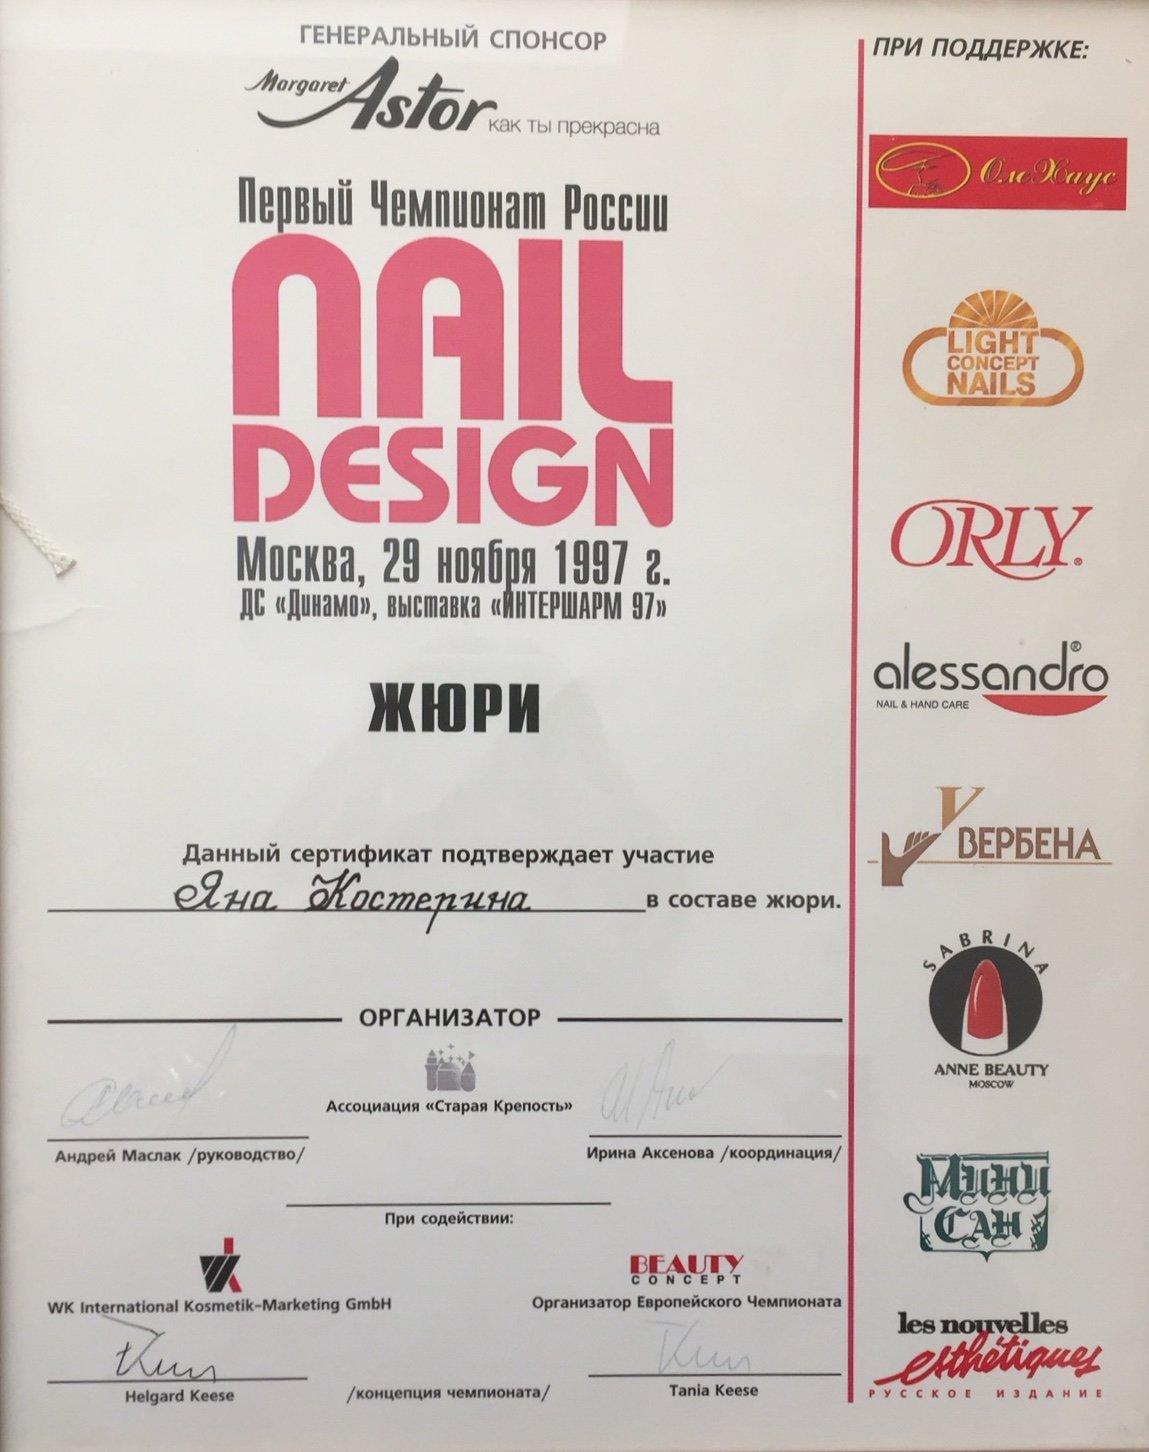 ГЕНЕРАЛЬНЫЙ СПОНСОР
Margaret Astor как ты прекрасна
Первый Чемпионат России
NAIL
DESIGN
Москва, 29 ноября 1997 г.
ДС «Динамо», выставка «ИНТЕРШАРМ 97»
ЖЮРИ
Данный сертификат подтверждает участие
Яна Костерина в составе жюри.
ОРГАНИЗАТОР
Ассоциация «Старая Крепость»
Андрей Маслак /руководство/
Ирина Аксенова /координация/
При содействии:
WK International Kosmetik-Marketing GmbH
BEAUTY
CONCEPT
Организатор Европейского Чемпионата
Helgard Keese
/концепция чемпионата/
Tania Keese
ПРИ ПОДДЕРЖКЕ:
ОлеХаус
LIGHT
CONCEPT
NAILS
ORLY®
alessandro®
NAIL & HAND CARE
V
ВЕРБЕНА
SABRINA
ANNE BEAUTY
MOSCOW
Мини
Сан
les nouvelles
esthétiques
РУССКОЕ ИЗДАНИЕ